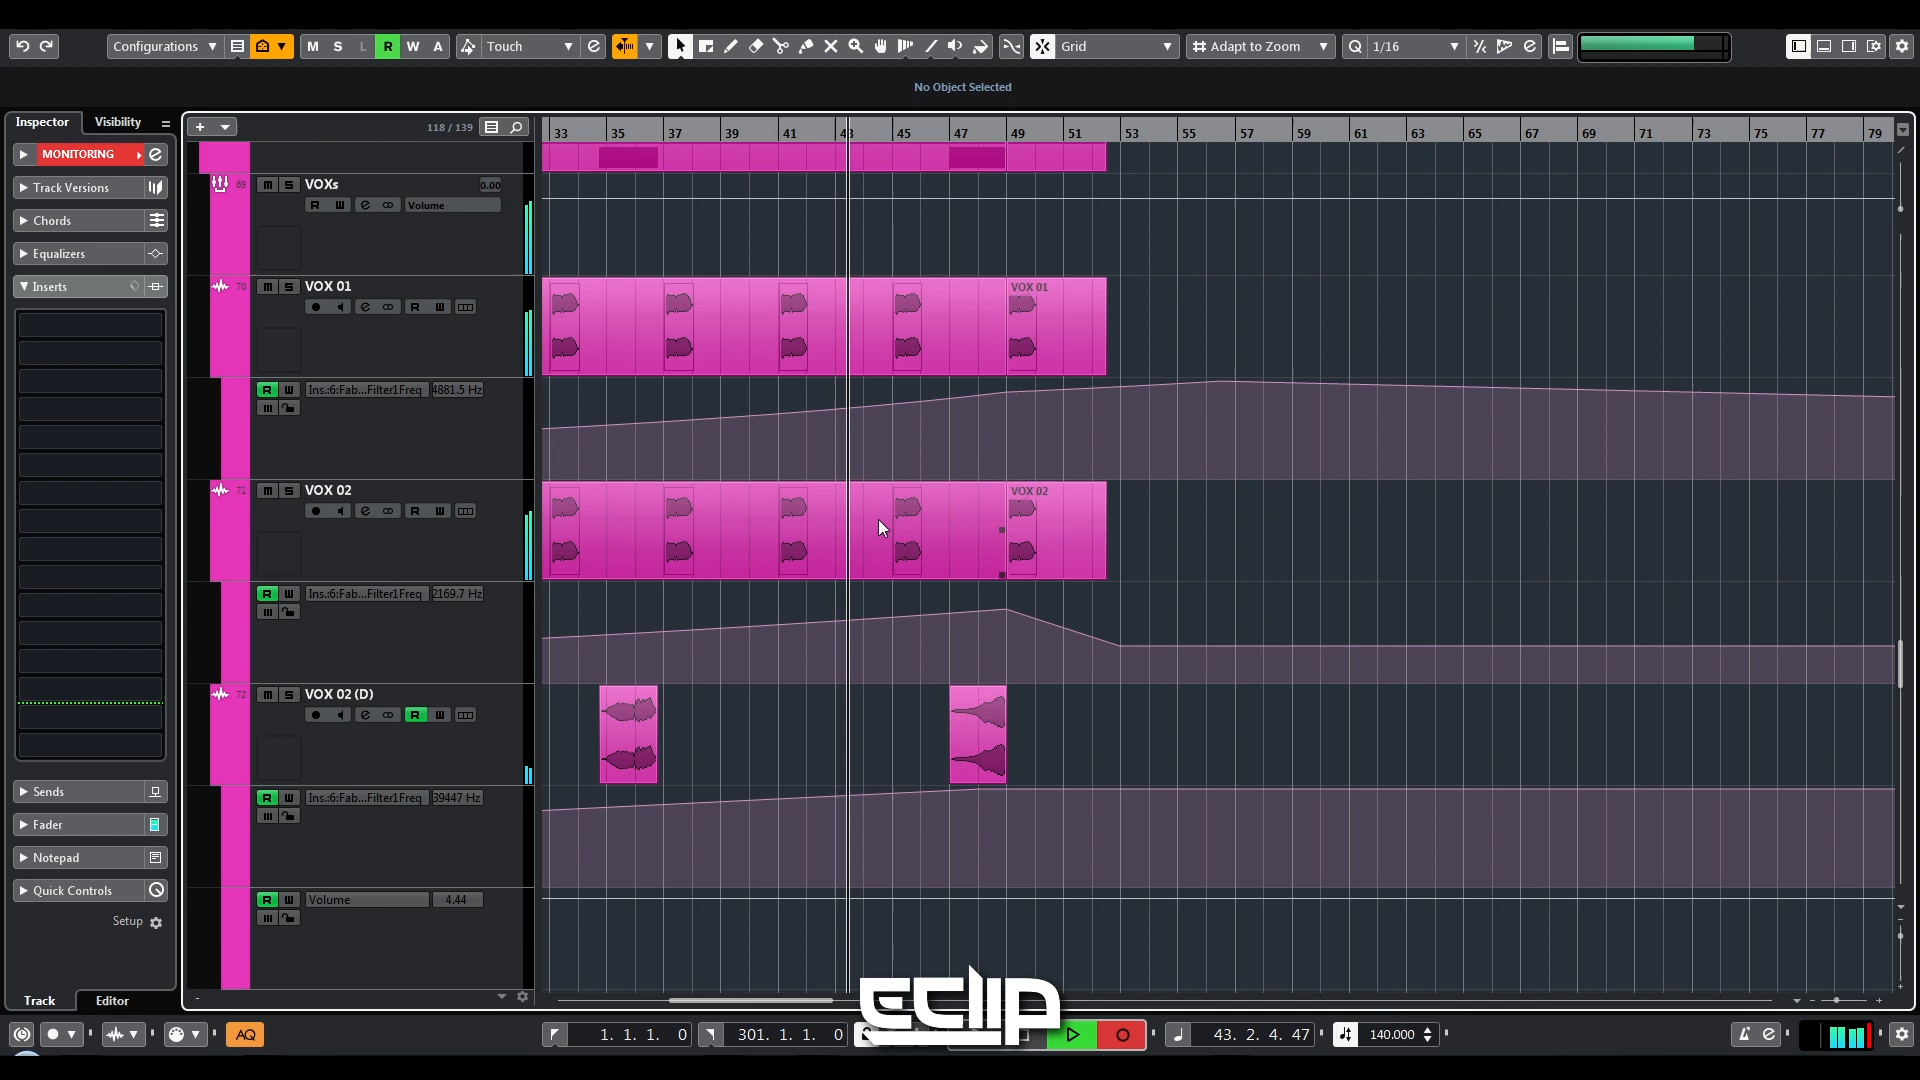 Configurations
M S L R W A
Touch
Grid
Adapt to Zoom
1/16
No Object Selected
Inspector
Visibility
118 / 139
33 35 37 39 41 43 45 47 49 51 53 55 57 59 61 63 65 67 69 71 73 75 77 79
MONITORING
Track Versions
Chords
Equalizers
Inserts
Sends
Fader
Notepad
Quick Controls
Setup
Track
Editor
69 m S VOXs 0.00
R W e Volume
70 m S VOX 01
e R W
VOX 01
R W Ins.:6:Fab...Filter1Freq 4881.5 Hz
71 m S VOX 02
e R W
VOX 02
R W Ins.:6:Fab...Filter1Freq 2169.7 Hz
72 m S VOX 02 (D)
e R W
R W Ins.:6:Fab...Filter1Freq 39447 Hz
R W Volume 4.44
ECLIP
AQ
1. 1. 1. 0
301. 1. 1. 0
43. 2. 4. 47
140.000